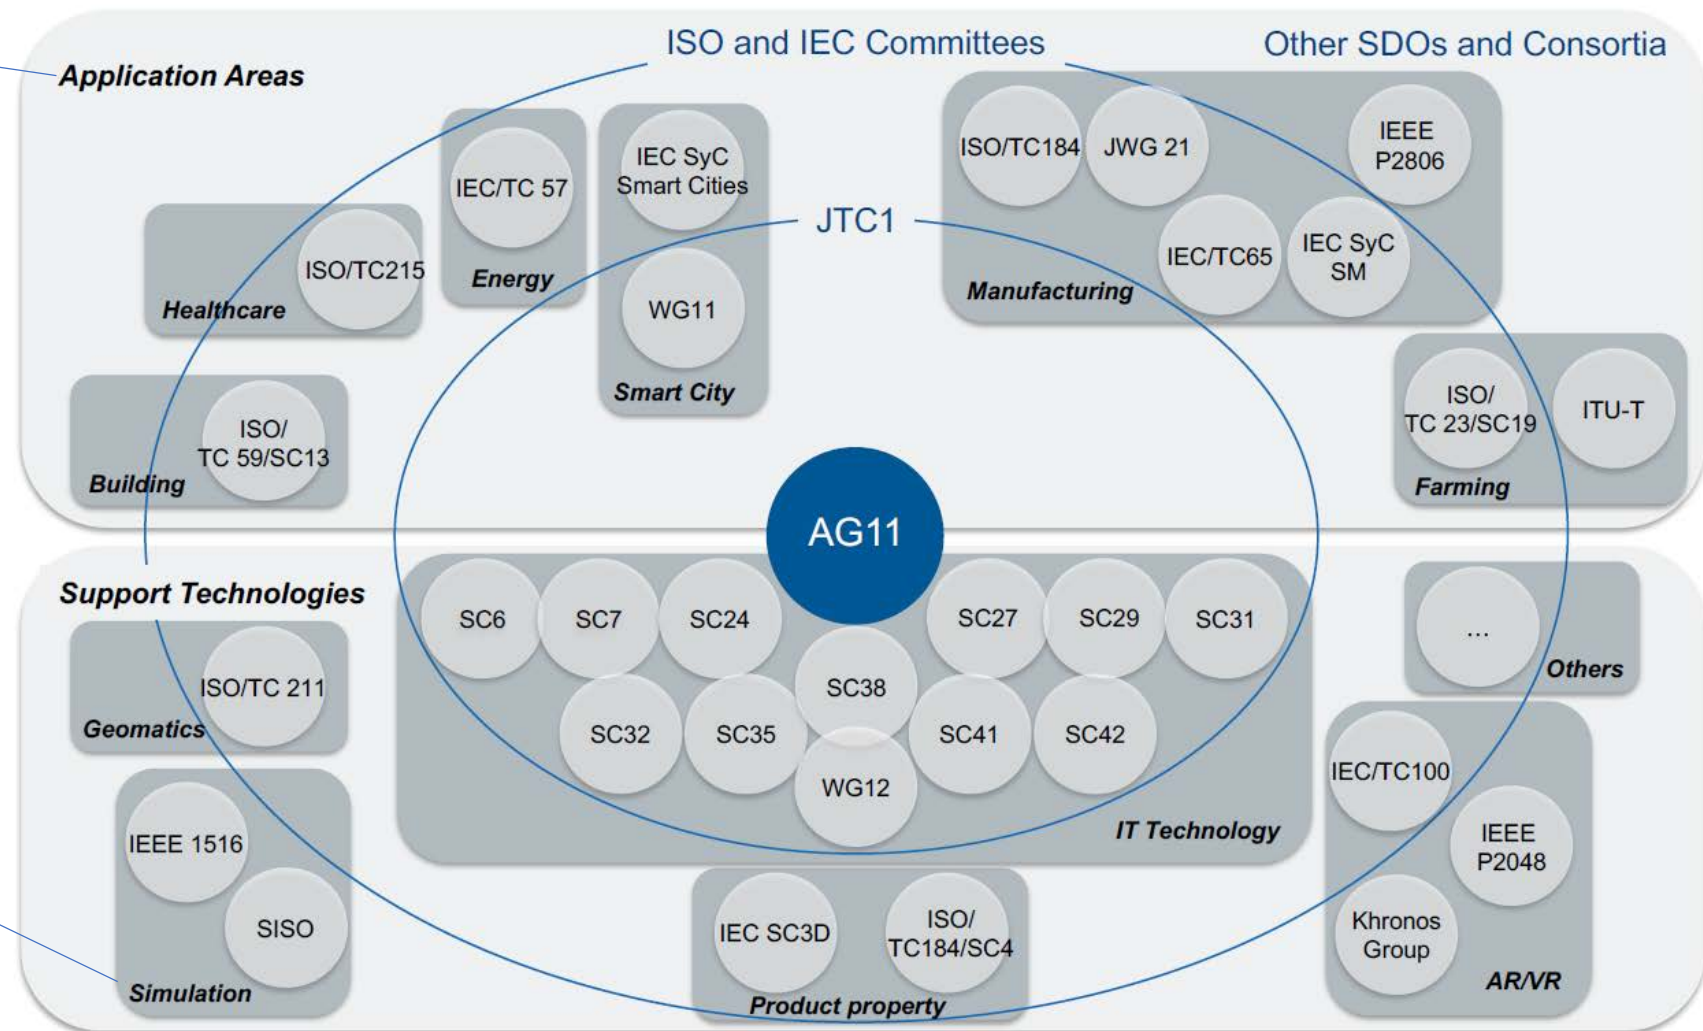 ISO and IEC Committees
Other SDOs and Consortia
Application Areas
JTC1
IEC/TC 57
Energy
IEC SyC
Smart Cities
WG11
Smart City
ISO/TC184
JWG 21
IEEE
P2806
IEC/TC65
IEC SyC
SM
Manufacturing
ISO/TC215
Healthcare
ISO/
TC 59/SC13
Building
ISO/
TC 23/SC19
ITU-T
Farming
AG11
Support Technologies
ISO/TC 211
Geomatics
IEEE 1516
SISO
Simulation
SC6
SC7
SC24
SC27
SC29
SC31
SC38
SC32
SC35
SC41
SC42
WG12
IT Technology
IEC SC3D
ISO/
TC184/SC4
Product property
...
Others
IEC/TC100
IEEE
P2048
Khronos
Group
AR/VR